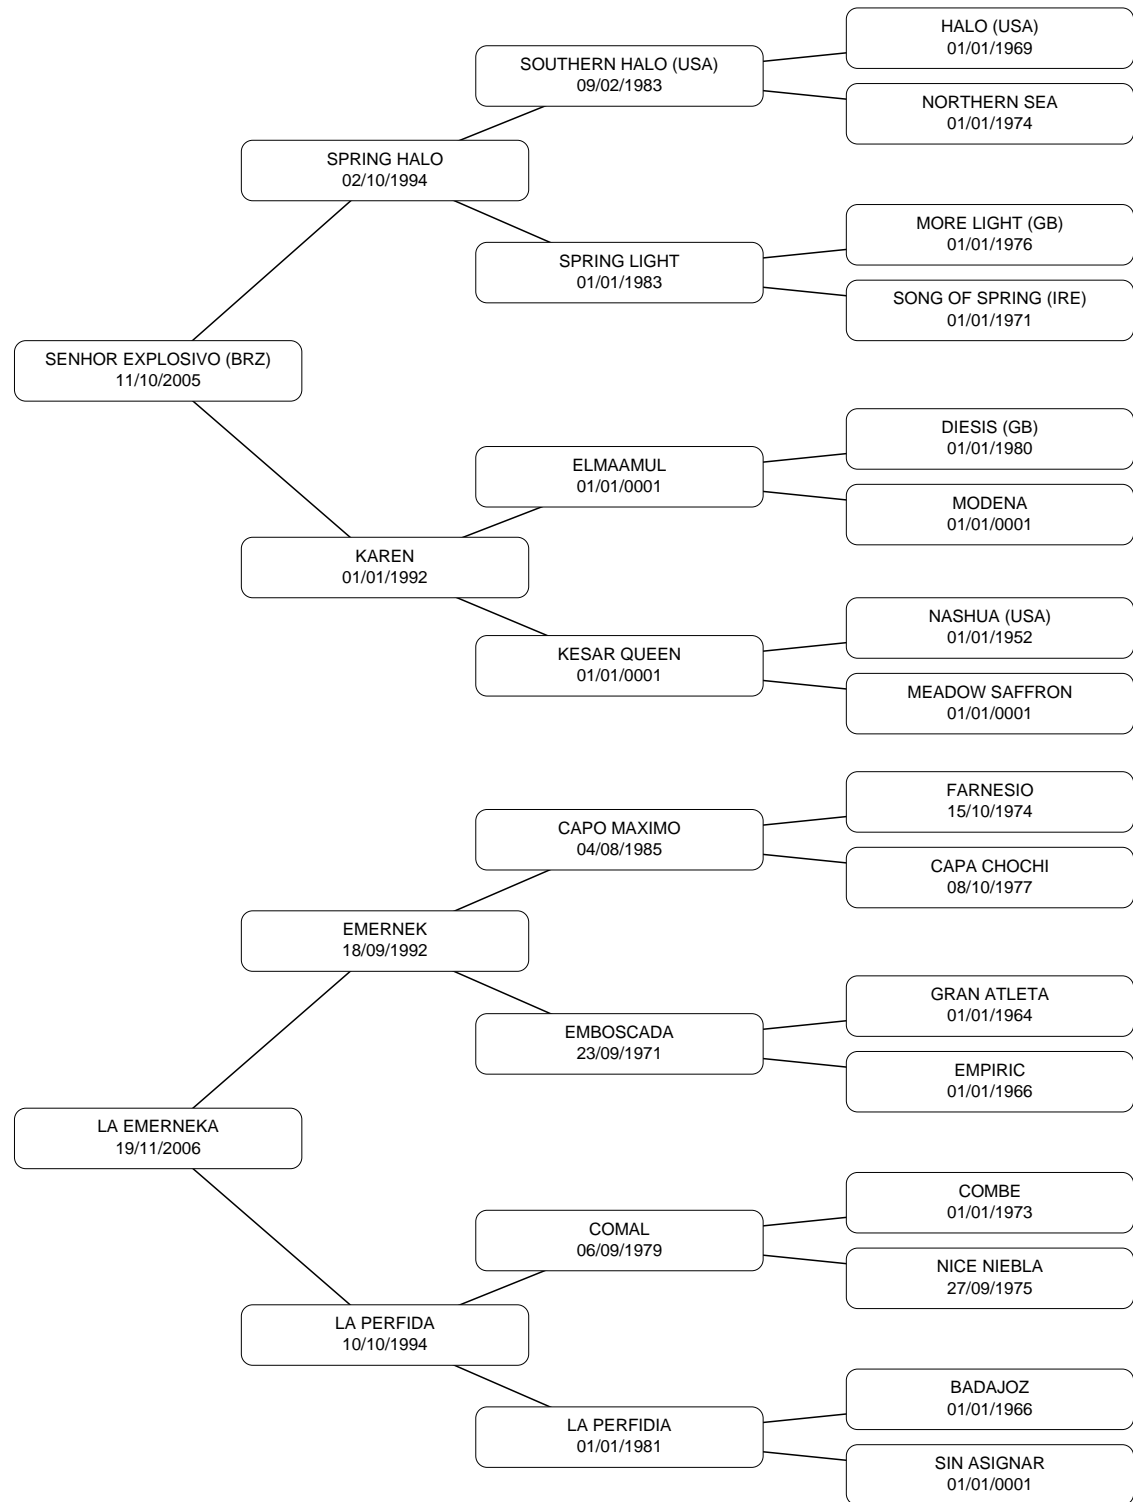 HALO (USA)
01/01/1969
SOUTHERN HALO (USA)
09/02/1983
NORTHERN SEA
01/01/1974
SPRING HALO
02/10/1994
MORE LIGHT (GB)
01/01/1976
SPRING LIGHT
01/01/1983
SONG OF SPRING (IRE)
01/01/1971
SENHOR EXPLOSIVO (BRZ)
11/10/2005
DIESIS (GB)
01/01/1980
ELMAAMUL
01/01/0001
MODENA
01/01/0001
KAREN
01/01/1992
NASHUA (USA)
01/01/1952
KESAR QUEEN
01/01/0001
MEADOW SAFFRON
01/01/0001
FARNESIO
15/10/1974
CAPO MAXIMO
04/08/1985
CAPA CHOCHI
08/10/1977
EMERNEK
18/09/1992
GRAN ATLETA
01/01/1964
EMBOSCADA
23/09/1971
EMPIRIC
01/01/1966
LA EMERNEKA
19/11/2006
COMBE
01/01/1973
COMAL
06/09/1979
NICE NIEBLA
27/09/1975
LA PERFIDA
10/10/1994
BADAJOZ
01/01/1966
LA PERFIDIA
01/01/1981
SIN ASIGNAR
01/01/0001